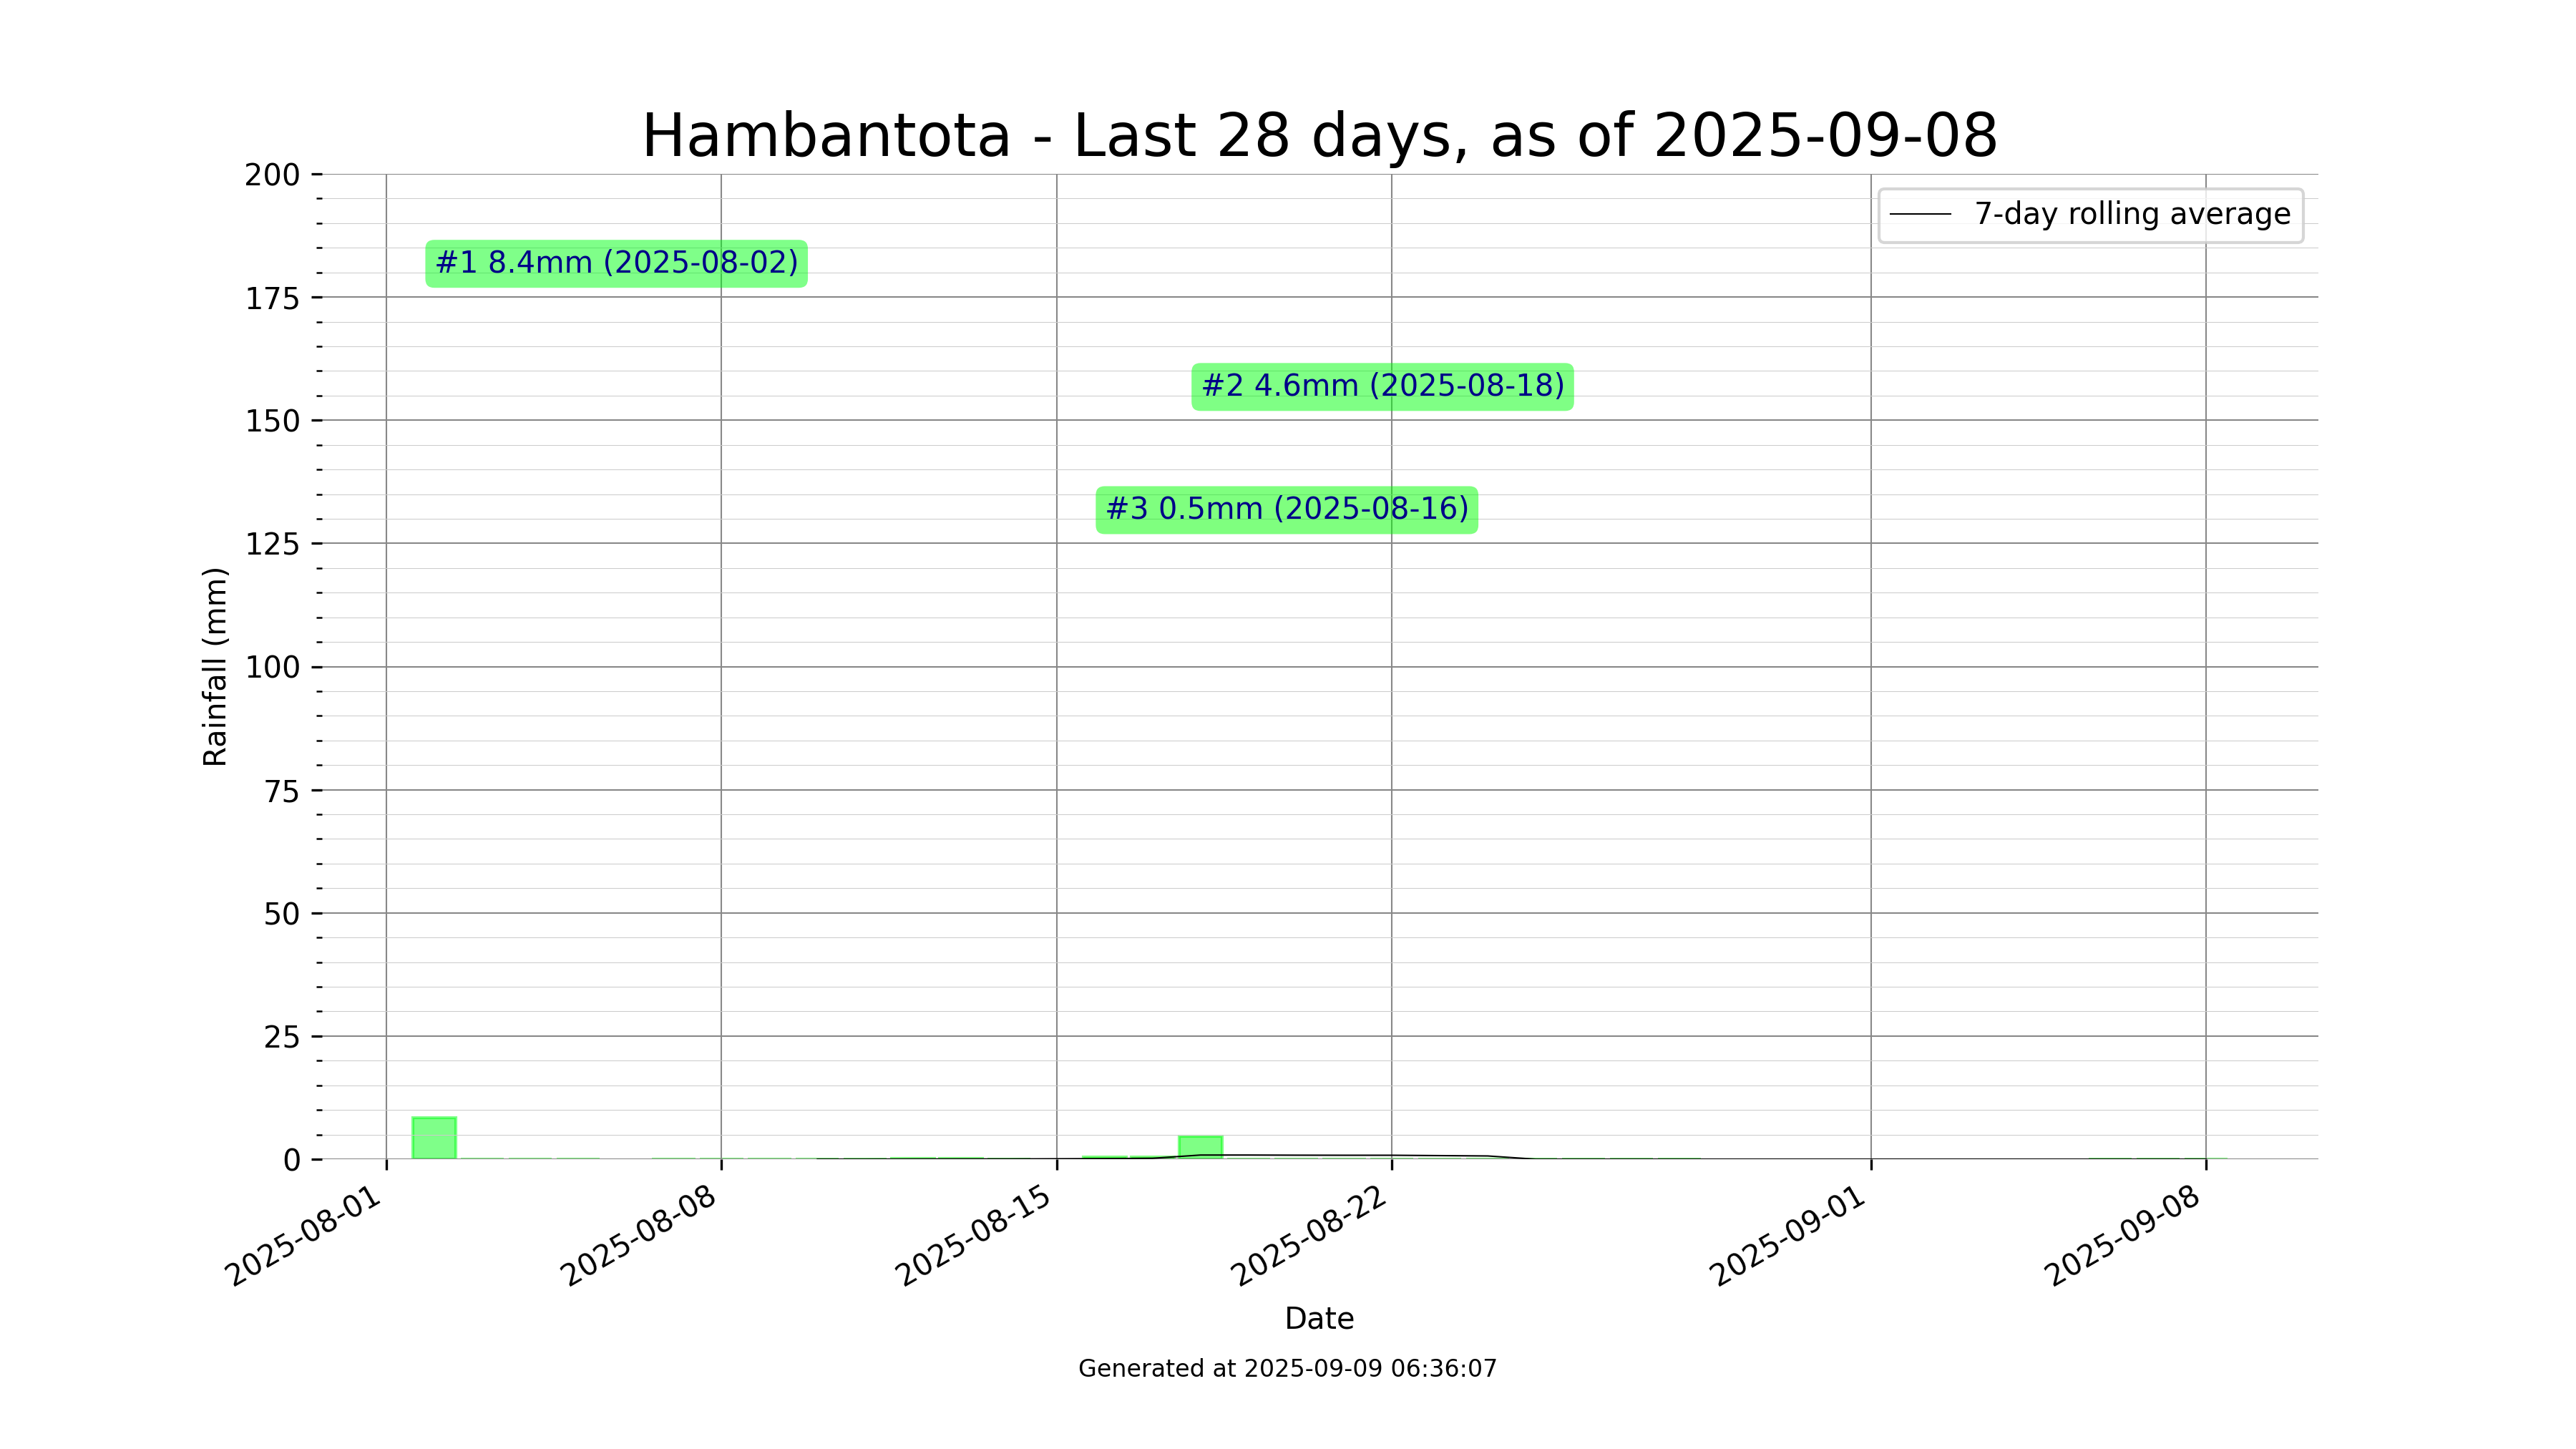 Hambantota - Last 28 days, as of 2025-09-08
200
175
150
125
100
75
50
25
0
Rainfall (mm)
7-day rolling average
#1 8.4mm (2025-08-02)
#2 4.6mm (2025-08-18)
#3 0.5mm (2025-08-16)
2025-08-01
2025-08-08
2025-08-15
2025-08-22
2025-09-01
2025-09-08
Date
Generated at 2025-09-09 06:36:07